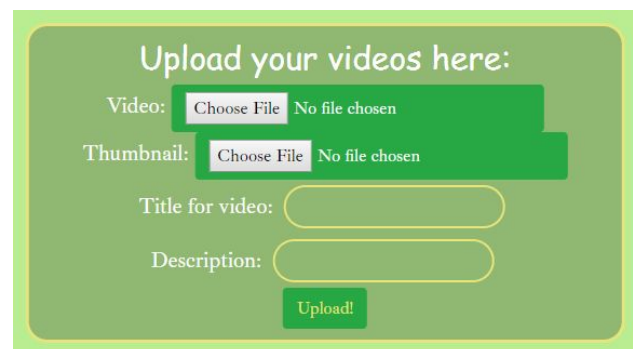 Upload your videos here:
Video: Choose File No file chosen
Thumbnail: Choose File No file chosen
Title for video:
Description:
Upload!